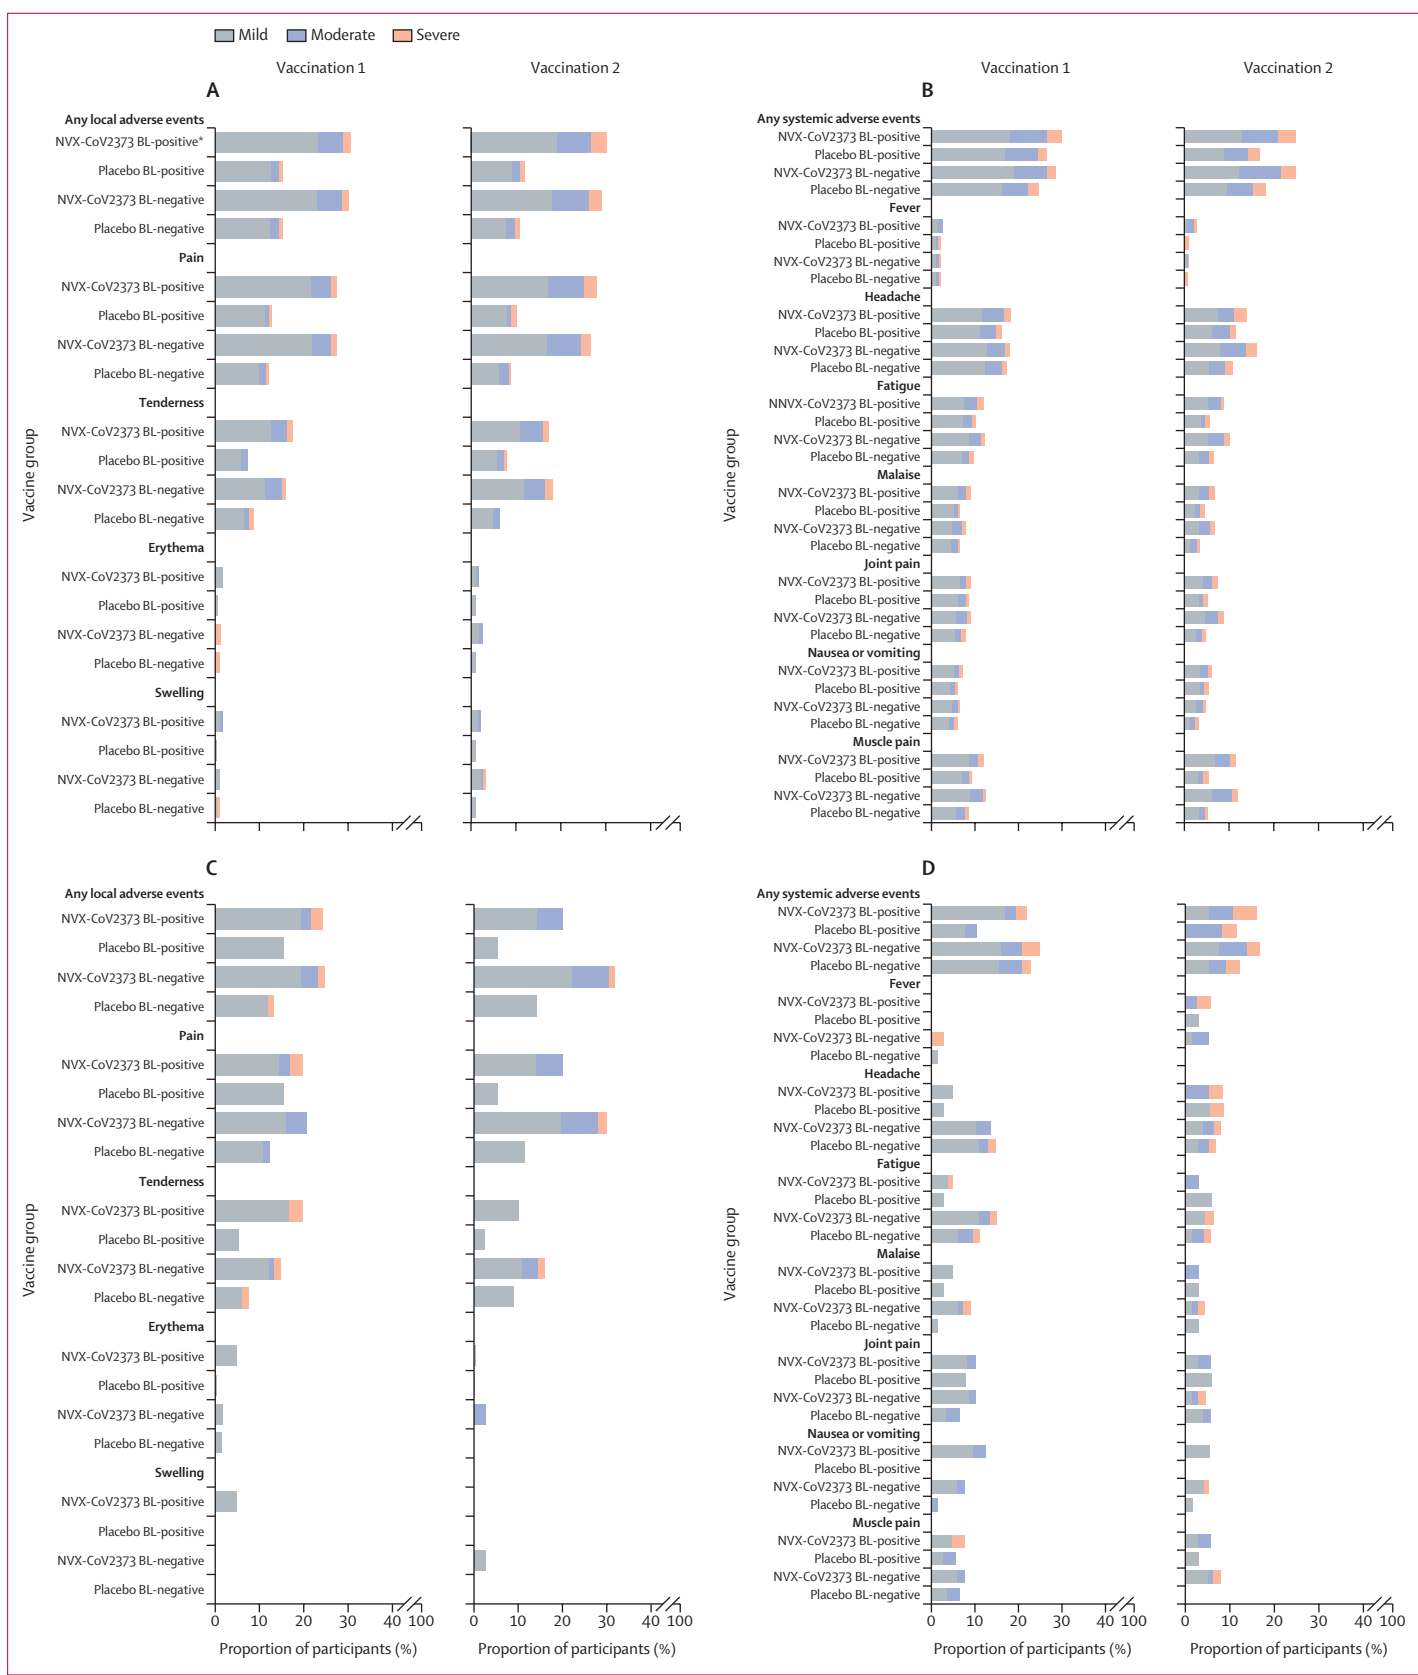 Mild Moderate Severe
Vaccination 1 Vaccination 2
A
Any local adverse events
NVX-CoV2373 BL-positive*
Placebo BL-positive
NVX-CoV2373 BL-negative
Placebo BL-negative
Pain
NVX-CoV2373 BL-positive
Placebo BL-positive
NVX-CoV2373 BL-negative
Placebo BL-negative
Tenderness
NVX-CoV2373 BL-positive
Placebo BL-positive
NVX-CoV2373 BL-negative
Placebo BL-negative
Erythema
NVX-CoV2373 BL-positive
Placebo BL-positive
NVX-CoV2373 BL-negative
Placebo BL-negative
Swelling
NVX-CoV2373 BL-positive
Placebo BL-positive
NVX-CoV2373 BL-negative
Placebo BL-negative
Vaccine group
Vaccination 1 Vaccination 2
B
Any systemic adverse events
NVX-CoV2373 BL-positive
Placebo BL-positive
NVX-CoV2373 BL-negative
Placebo BL-negative
Fever
NVX-CoV2373 BL-positive
Placebo BL-positive
NVX-CoV2373 BL-negative
Placebo BL-negative
Headache
NVX-CoV2373 BL-positive
Placebo BL-positive
NVX-CoV2373 BL-negative
Placebo BL-negative
Fatigue
NNVX-CoV2373 BL-positive
Placebo BL-positive
NVX-CoV2373 BL-negative
Placebo BL-negative
Malaise
NVX-CoV2373 BL-positive
Placebo BL-positive
NVX-CoV2373 BL-negative
Placebo BL-negative
Joint pain
NVX-CoV2373 BL-positive
Placebo BL-positive
NVX-CoV2373 BL-negative
Placebo BL-negative
Nausea or vomiting
NVX-CoV2373 BL-positive
Placebo BL-positive
NVX-CoV2373 BL-negative
Placebo BL-negative
Muscle pain
NVX-CoV2373 BL-positive
Placebo BL-positive
NVX-CoV2373 BL-negative
Placebo BL-negative
Vaccine group
C
Any local adverse events
NVX-CoV2373 BL-positive
Placebo BL-positive
NVX-CoV2373 BL-negative
Placebo BL-negative
Pain
NVX-CoV2373 BL-positive
Placebo BL-positive
NVX-CoV2373 BL-negative
Placebo BL-negative
Tenderness
NVX-CoV2373 BL-positive
Placebo BL-positive
NVX-CoV2373 BL-negative
Placebo BL-negative
Erythema
NVX-CoV2373 BL-positive
Placebo BL-positive
NVX-CoV2373 BL-negative
Placebo BL-negative
Swelling
NVX-CoV2373 BL-positive
Placebo BL-positive
NVX-CoV2373 BL-negative
Placebo BL-negative
Vaccine group
0 10 20 30 40 100 0 10 20 30 40 100
Proportion of participants (%) Proportion of participants (%)
D
Any systemic adverse events
NVX-CoV2373 BL-positive
Placebo BL-positive
NVX-CoV2373 BL-negative
Placebo BL-negative
Fever
NVX-CoV2373 BL-positive
Placebo BL-positive
NVX-CoV2373 BL-negative
Placebo BL-negative
Headache
NVX-CoV2373 BL-positive
Placebo BL-positive
NVX-CoV2373 BL-negative
Placebo BL-negative
Fatigue
NVX-CoV2373 BL-positive
Placebo BL-positive
NVX-CoV2373 BL-negative
Placebo BL-negative
Malaise
NVX-CoV2373 BL-positive
Placebo BL-positive
NVX-CoV2373 BL-negative
Placebo BL-negative
Joint pain
NVX-CoV2373 BL-positive
Placebo BL-positive
NVX-CoV2373 BL-negative
Placebo BL-negative
Nausea or vomiting
NVX-CoV2373 BL-positive
Placebo BL-positive
NVX-CoV2373 BL-negative
Placebo BL-negative
Muscle pain
NVX-CoV2373 BL-positive
Placebo BL-positive
NVX-CoV2373 BL-negative
Placebo BL-negative
Vaccine group
0 10 20 30 40 100 0 10 20 30 40 100
Proportion of participants (%) Proportion of participants (%)